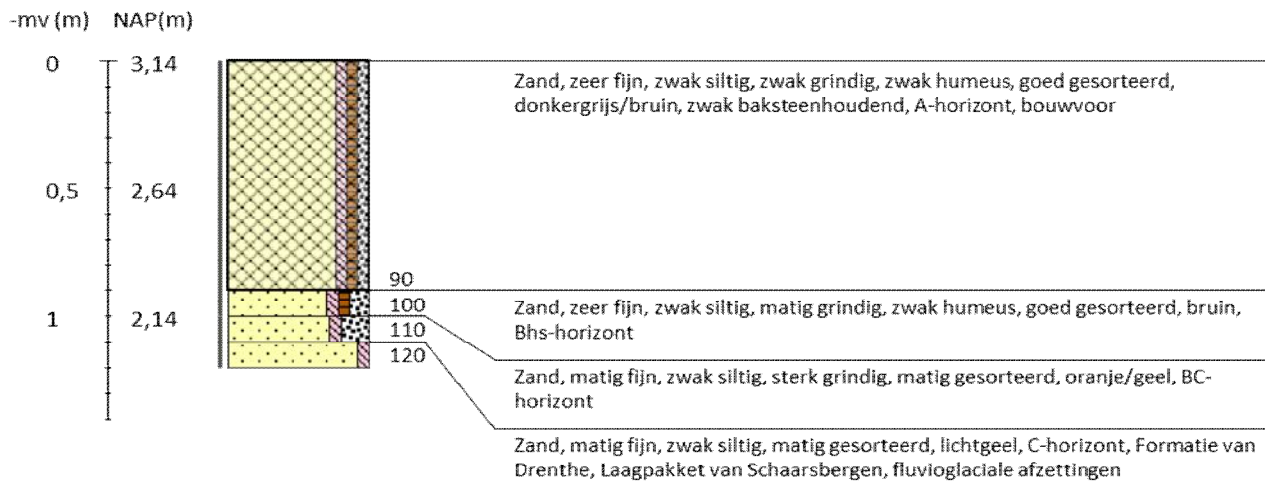 -mv (m) NAP(m)
0 3,14
Zand, zeer fijn, zwak siltig, zwak grindig, zwak humeus, goed gesorteerd,
donkergrijs/bruin, zwak baksteenhoudend, A-horizont, bouwvoor
0,5 2,64
90
100
Zand, zeer fijn, zwak siltig, matig grindig, zwak humeus, goed gesorteerd, bruin,
Bhs-horizont
1 2,14
110
120
Zand, matig fijn, zwak siltig, sterk grindig, matig gesorteerd, oranje/geel, BC-
horizont
Zand, matig fijn, zwak siltig, matig gesorteerd, lichtgeel, C-horizont, Formatie van
Drenthe, Laagpakket van Schaarsbergen, fluvioglaciale afzettingen